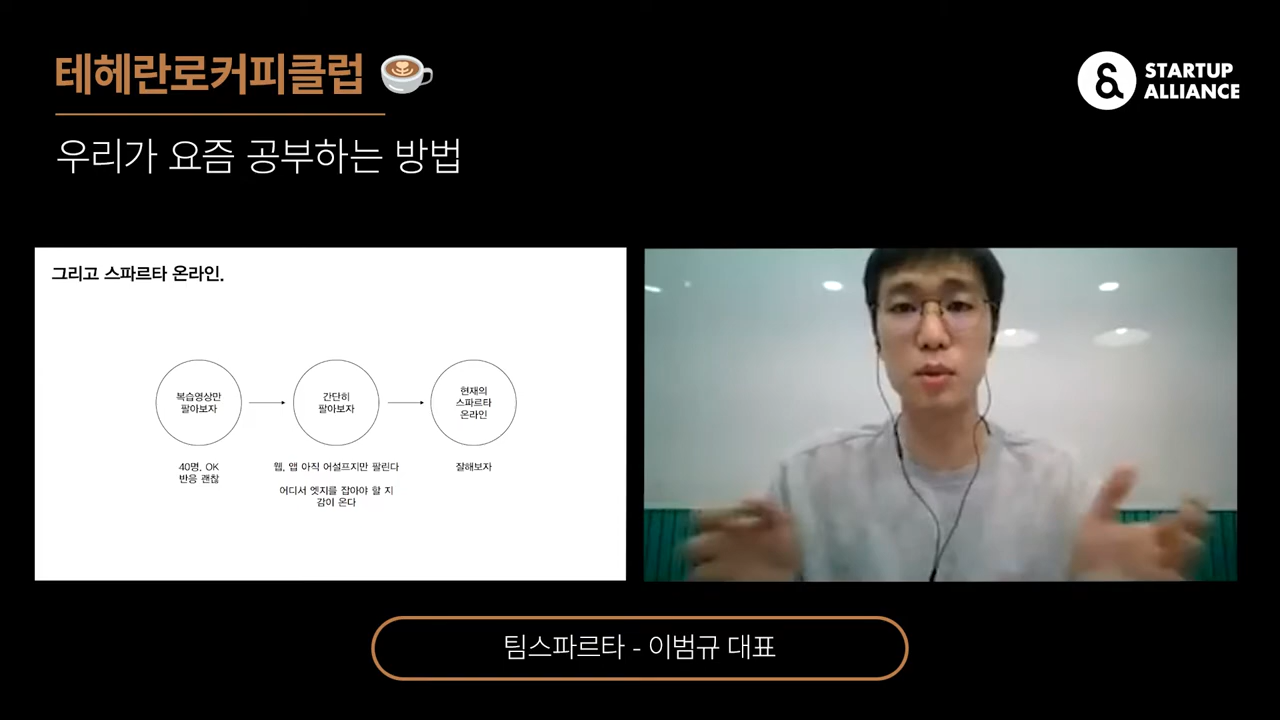 테헤란로커피클럽
STARTUP
ALLIANCE
우리가 요즘 공부하는 방법
그리고 스파르타 온라인.
복습영상만
팔아보자
간단히
팔아보자
현재의
스파르타
온라인
40명. OK
반응 괜찮
웹, 앱 아직 어설프지만 팔린다
어디서 엣지를 잡아야 할 지
감이 온다
잘해보자
팀스파르타 - 이범규 대표